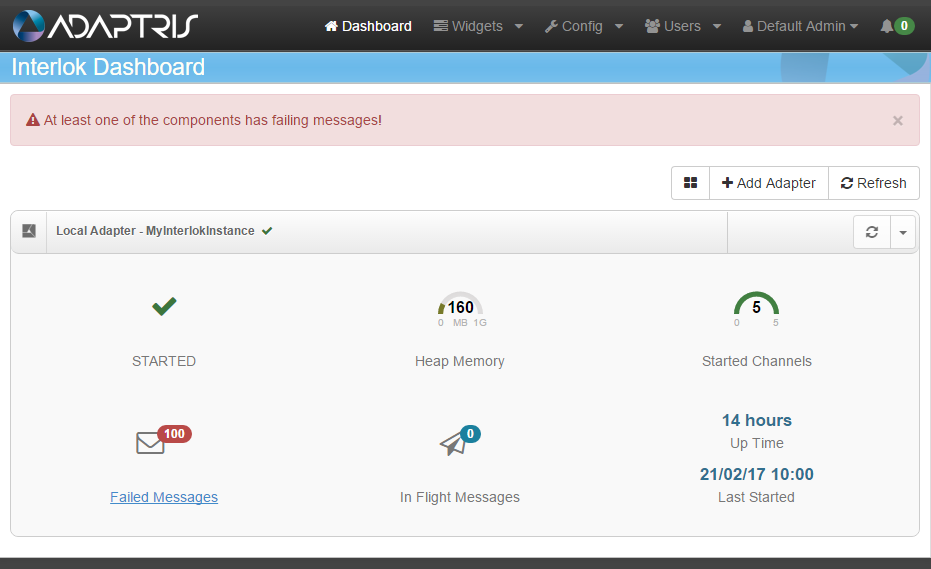 ADAPTRIS
Dashboard Widgets Config Users Default Admin 0
Interlok Dashboard
At least one of the components has failing messages! ×
Add Adapter Refresh
Local Adapter - MyInterlokInstance
160
0 MB 1G
5
0 5
STARTED Heap Memory Started Channels
100
0
14 hours
Up Time
21/02/17 10:00
Failed Messages In Flight Messages Last Started